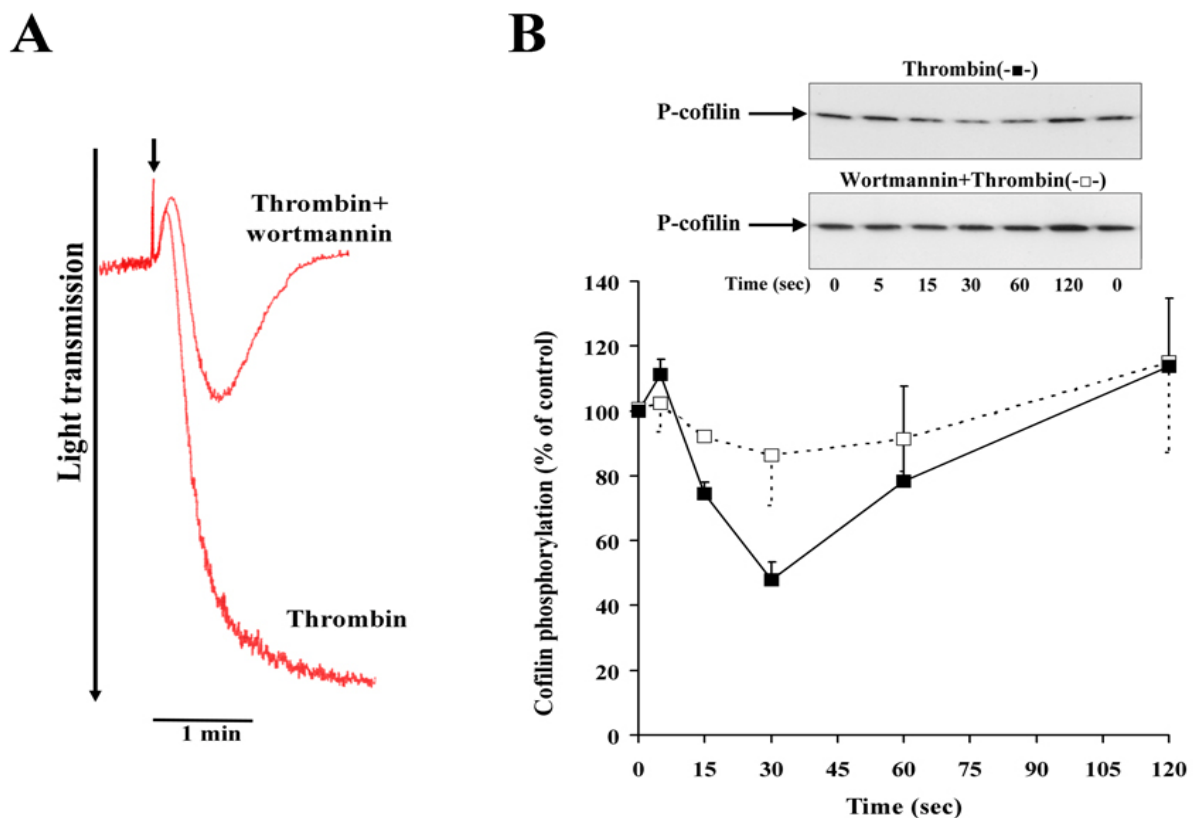 A
Thrombin+
wortmannin
Light transmission
Thrombin
1 min
B
Thrombin(-■-)
P-cofilin
Wortmannin+Thrombin(-□-)
P-cofilin
Time (sec) 0 5 15 30 60 120 0
Cofilin phosphorylation (% of control)
140
120
100
80
60
40
20
0
0 15 30 45 60 75 90 105 120
Time (sec)